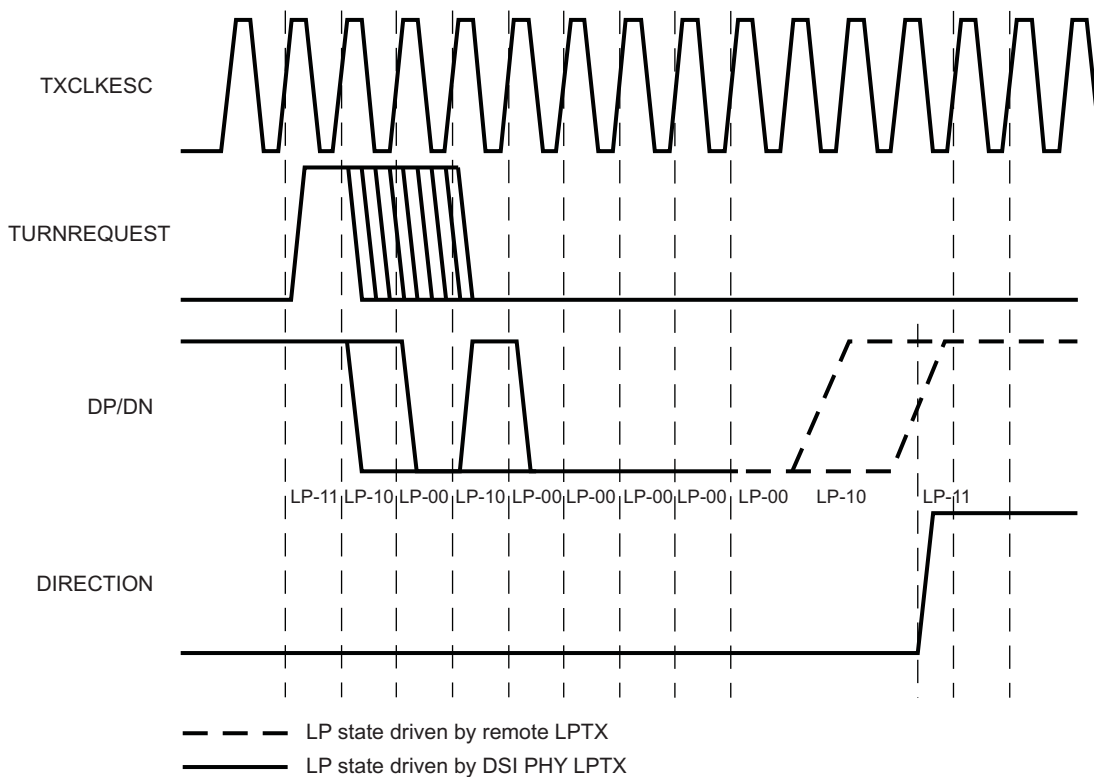 TXCLKESC
TURNREQUEST
DP/DN
LP-11 LP-10 LP-00 LP-10 LP-00 LP-00 LP-00 LP-00 LP-00 LP-10 LP-11
DIRECTION
LP state driven by remote LPTX
LP state driven by DSI PHY LPTX